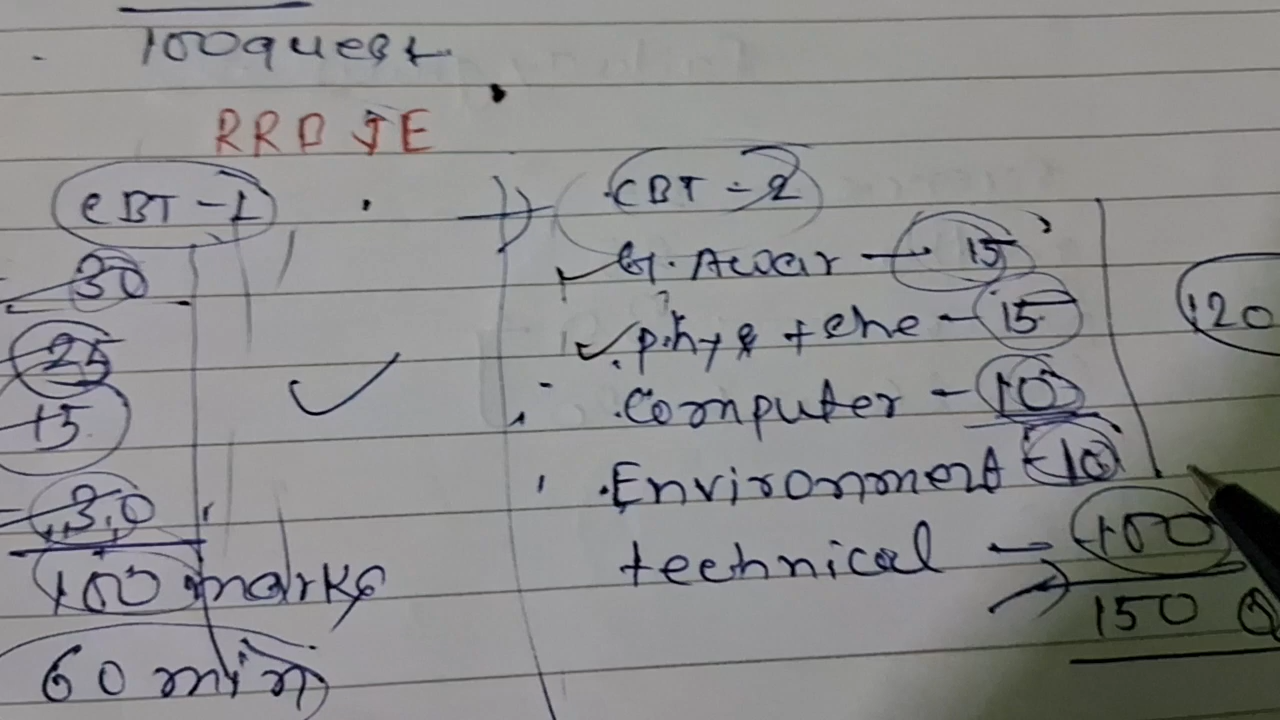 100quest
RRB JE
CBT-1
30
25
15
30
100 marks
60 min
CBT-2
G.Awar - 15
phys + che - 15
Computer - 10
Environment - 10
technical - 100
150 Q
120